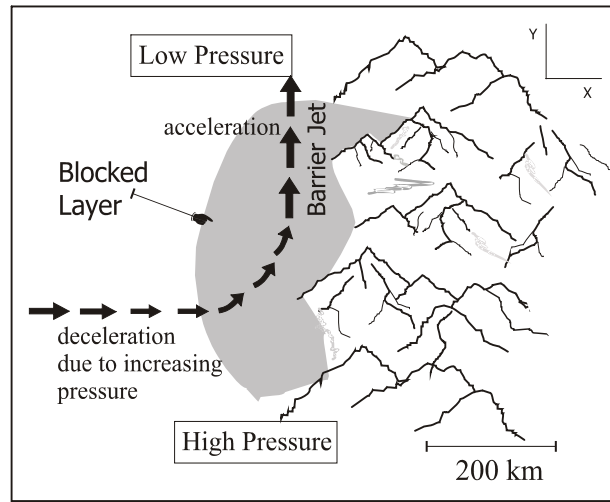 Low Pressure
Y
X
acceleration
Barrier Jet
Blocked
Layer
deceleration
due to increasing
pressure
High Pressure
200 km